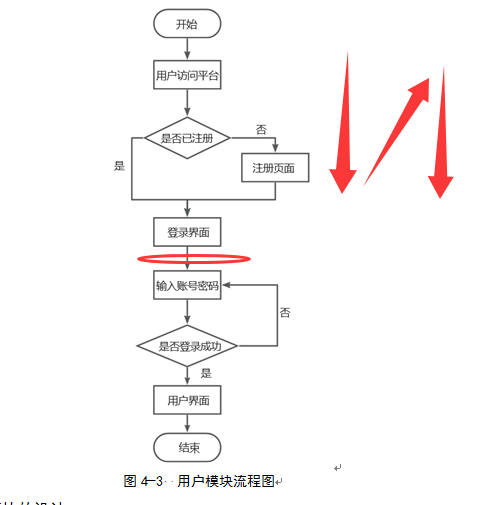 开始
用户访问平台
是否已注册
否
是
注册页面
登录界面
输入账号密码
否
是否登录成功
是
用户界面
结束
图 4-3 用户模块流程图